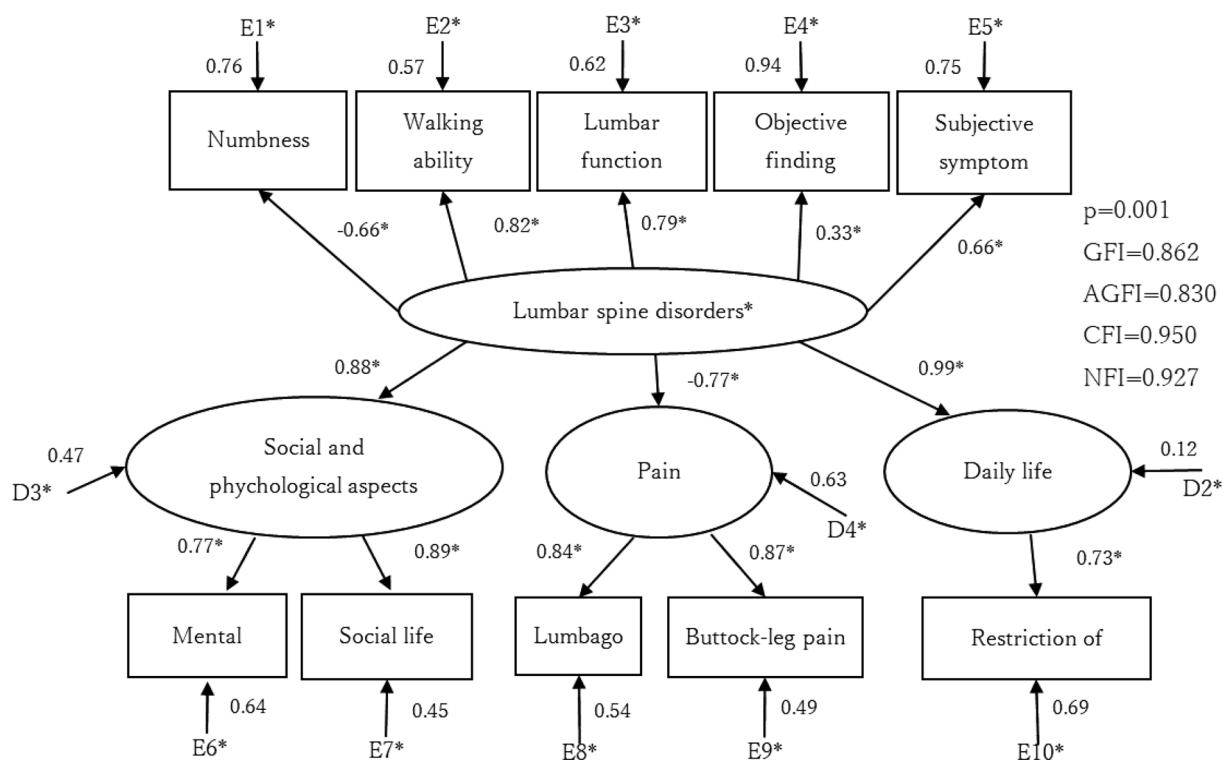 E1*
E2*
E3*
E4*
E5*
0.76
0.57
0.62
0.94
0.75
Numbness
Walking
ability
Lumbar
function
Objective
finding
Subjective
symptom
-0.66*
0.82*
0.79*
0.33*
0.66*
p=0.001
GFI=0.862
AGFI=0.830
CFI=0.950
NFI=0.927
Lumbar spine disorders*
0.88*
-0.77*
0.99*
0.47
D3*
Social and
phychological aspects
Pain
0.63
D4*
Daily life
0.12
D2*
0.77*
0.89*
0.84*
0.87*
0.73*
Mental
Social life
Lumbago
Buttock-leg pain
Restriction of
0.64
0.45
0.54
0.49
0.69
E6*
E7*
E8*
E9*
E10*